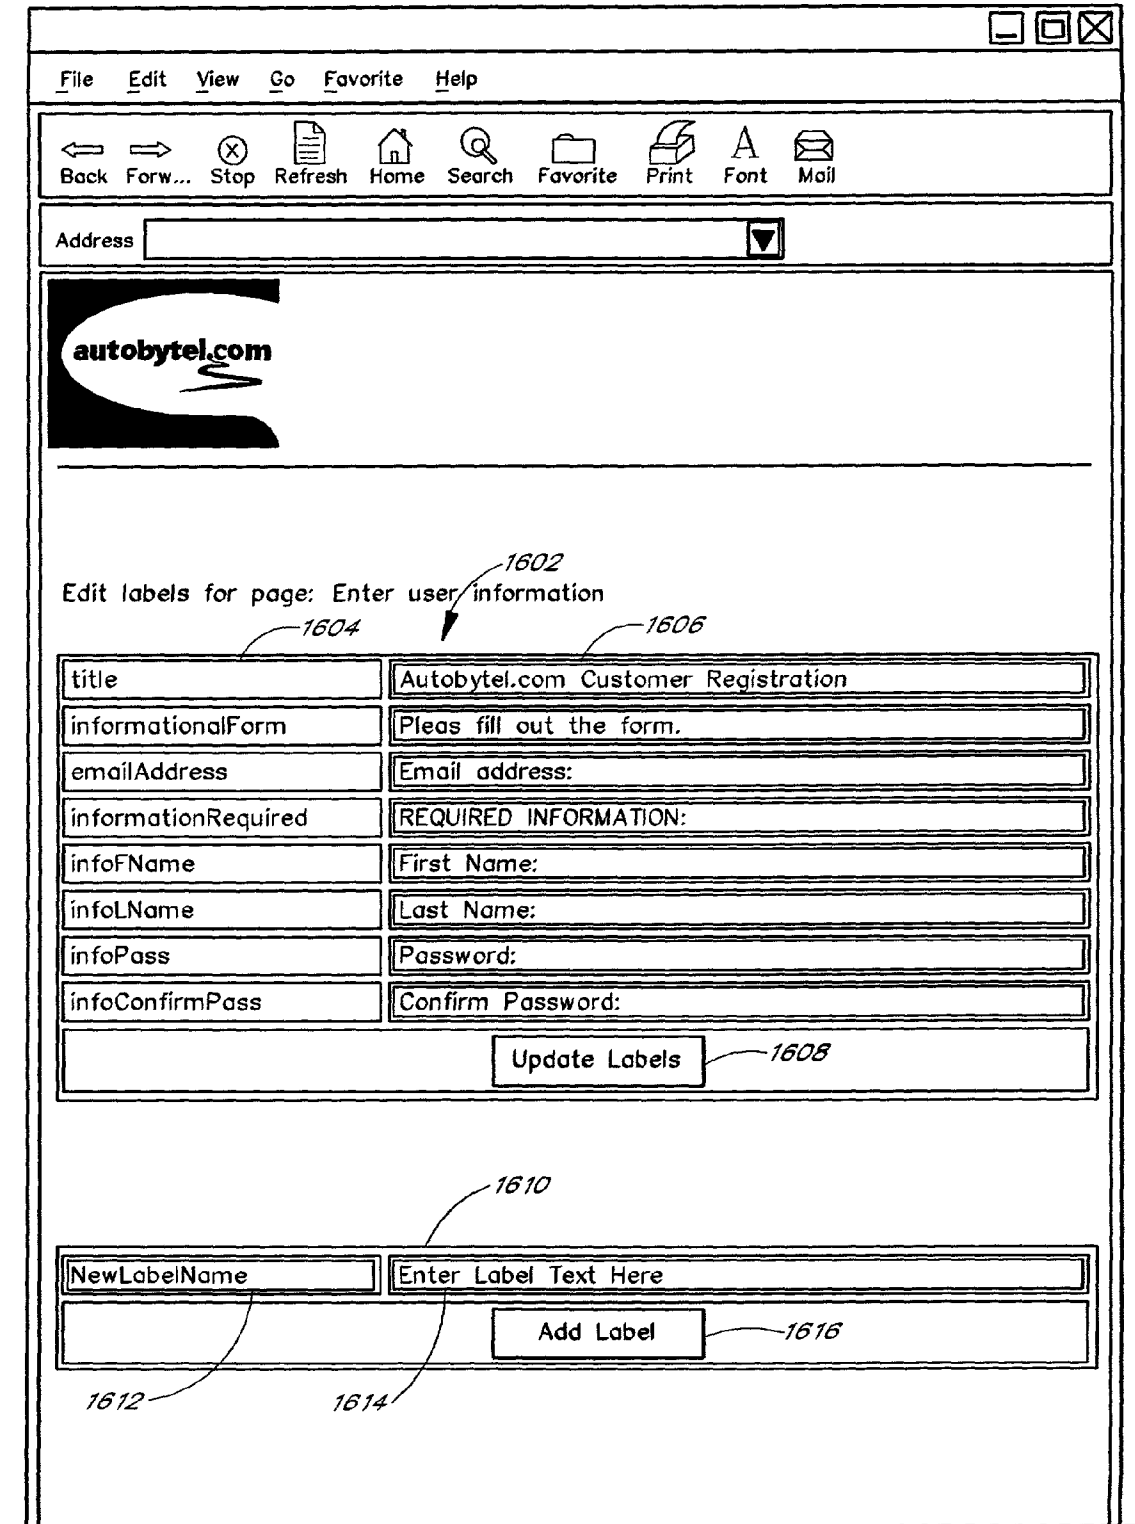 File Edit View Go Favorite Help
Back Forw... Stop Refresh Home Search Favorite Print Font Mail
Address
autobytel.com
1602
Edit labels for page: Enter user information
1604 1606
title Autobytel.com Customer Registration
informationalForm Pleas fill out the form.
emailAddress Email address:
informationRequired REQUIRED INFORMATION:
infoFName First Name:
infoLName Last Name:
infoPass Password:
infoConfirmPass Confirm Password:
Update Labels 1608
1610
NewLabelName Enter Label Text Here
Add Label 1616
1612 1614